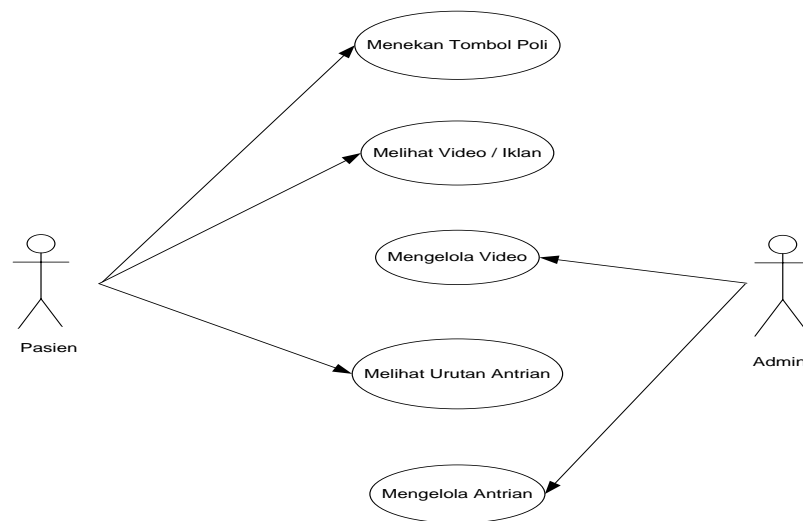 Menekan Tombol Poli
Melihat Video / Iklan
Mengelola Video
Pasien
Admin
Melihat Urutan Antrian
Mengelola Antrian